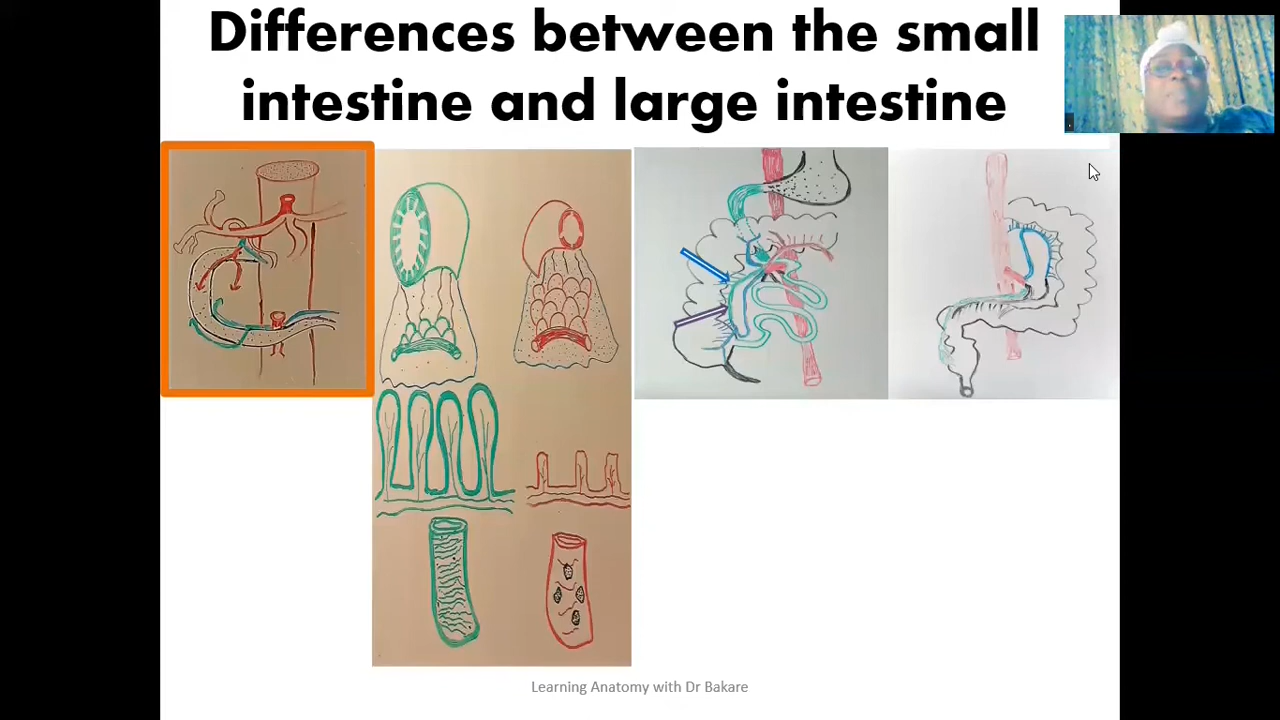 Differences between the small
intestine and large intestine
Learning Anatomy with Dr Bakare